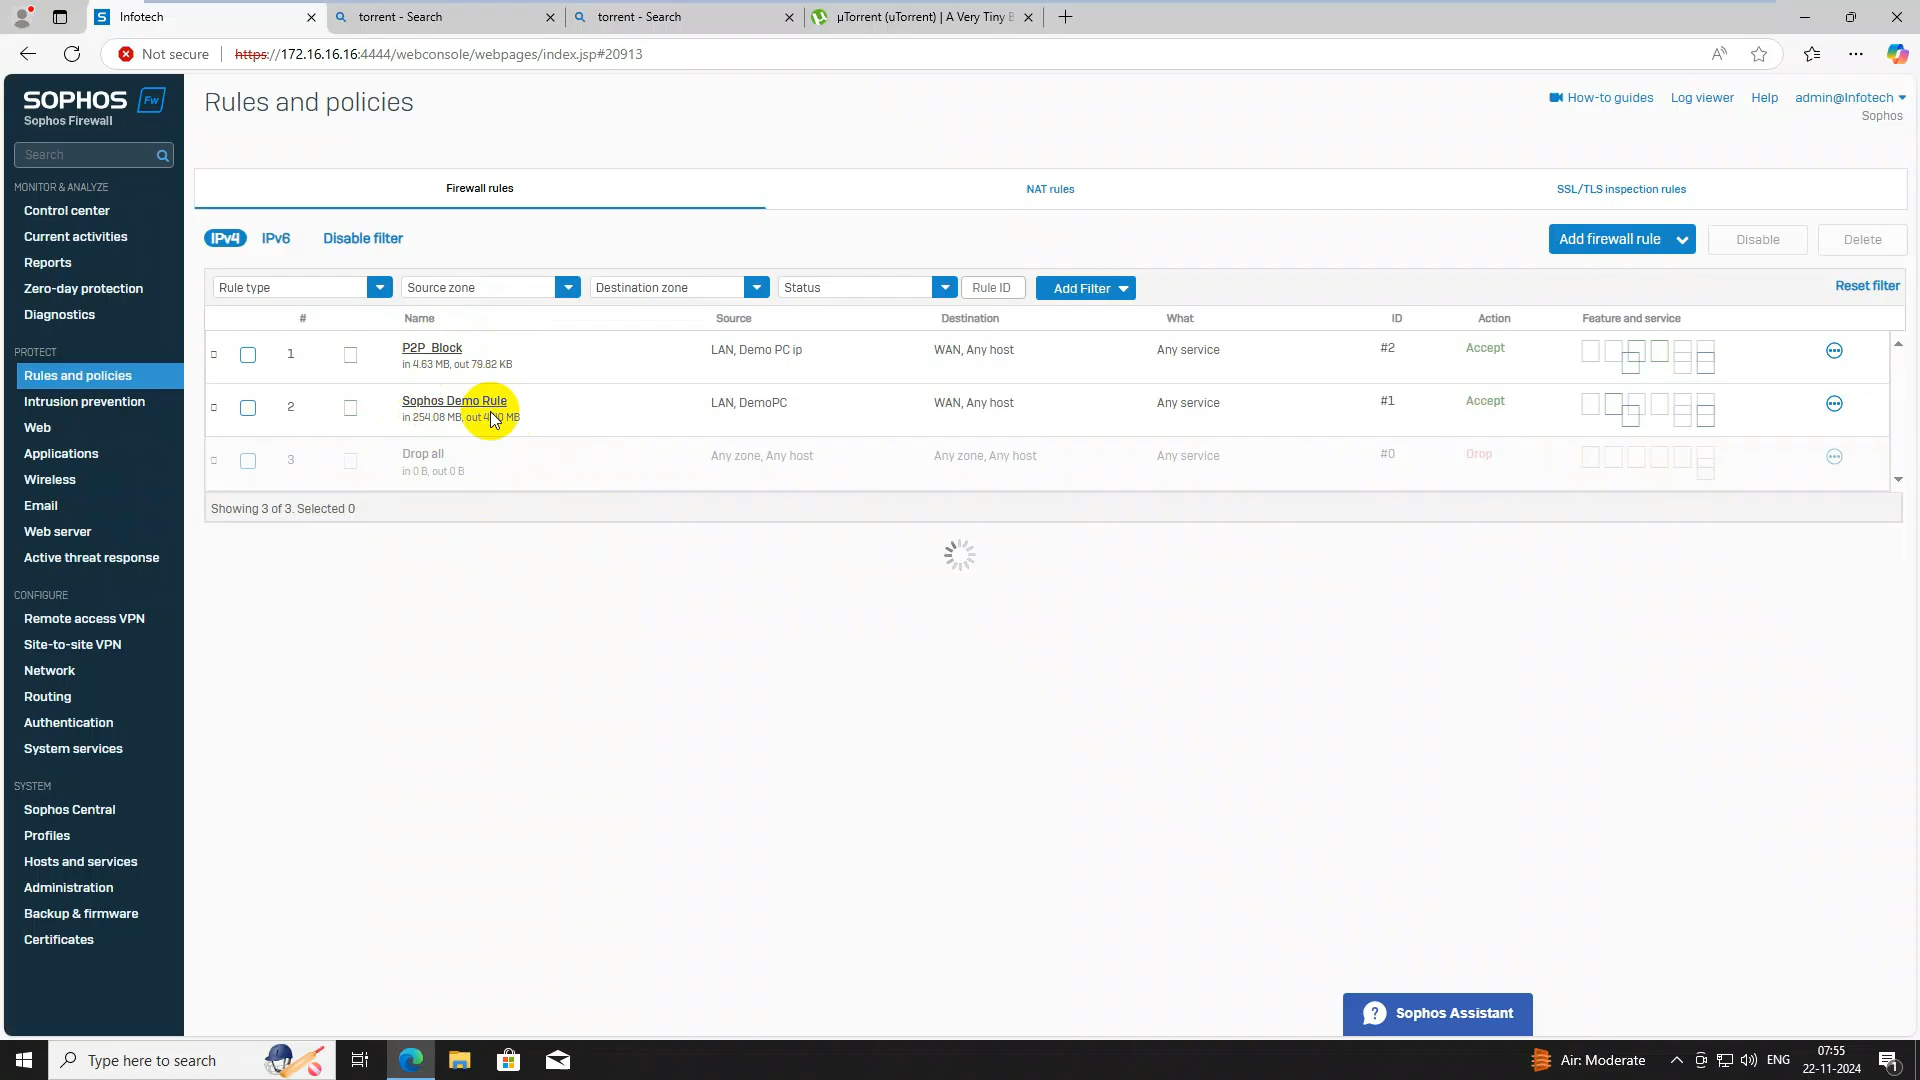 Infotech
torrent - Search
torrent - Search
µTorrent (uTorrent) | A Very Tiny B
Not secure
https://172.16.16.16:4444/webconsole/webpages/index.jsp#20913
SOPHOS Fw
Sophos Firewall
Search
MONITOR & ANALYZE
Control center
Current activities
Reports
Zero-day protection
Diagnostics
PROTECT
Rules and policies
Intrusion prevention
Web
Applications
Wireless
Email
Web server
Active threat response
CONFIGURE
Remote access VPN
Site-to-site VPN
Network
Routing
Authentication
System services
SYSTEM
Sophos Central
Profiles
Hosts and services
Administration
Backup & firmware
Certificates
Rules and policies
How-to guides Log viewer Help admin@Infotech
Sophos
Firewall rules NAT rules SSL/TLS inspection rules
IPv4 IPv6 Disable filter Add firewall rule Disable Delete
Rule type Source zone Destination zone Status Rule ID Add Filter Reset filter
# Name Source Destination What ID Action Feature and service
1 P2P_Block LAN, Demo PC ip WAN, Any host Any service #2 Accept
in 4.63 MB, out 79.82 KB
2 Sophos Demo Rule LAN, DemoPC WAN, Any host Any service #1 Accept
in 254.08 MB, out MB
3 Drop all Any zone, Any host Any zone, Any host Any service #0 Drop
in 0 B, out 0 B
Showing 3 of 3. Selected 0
? Sophos Assistant
Type here to search
Air: Moderate
ENG
07:55
22-11-2024
1